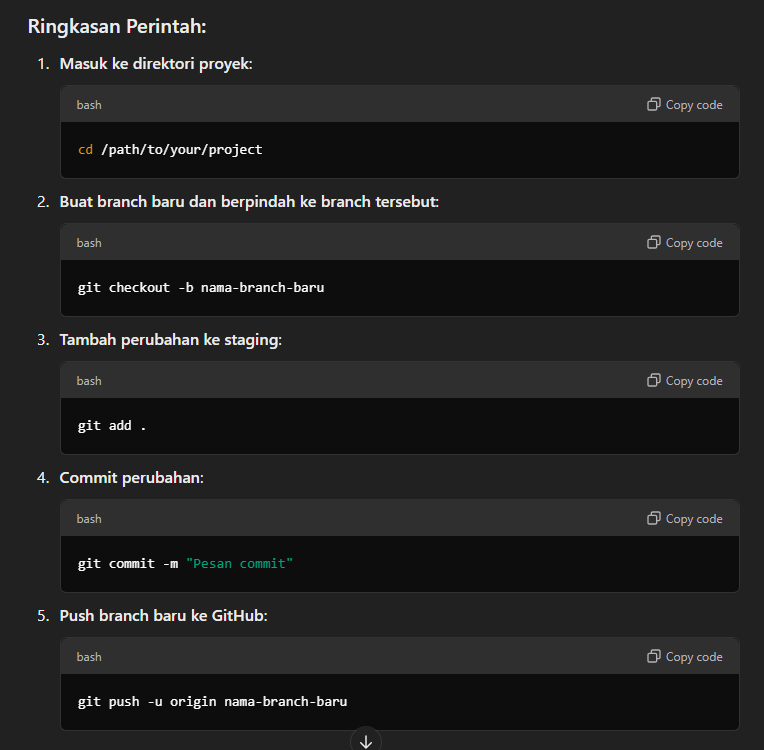 Ringkasan Perintah:
1. Masuk ke direktori proyek:
bash
Copy code
cd /path/to/your/project
2. Buat branch baru dan berpindah ke branch tersebut:
bash
Copy code
git checkout -b nama-branch-baru
3. Tambah perubahan ke staging:
bash
Copy code
git add .
4. Commit perubahan:
bash
Copy code
git commit -m "Pesan commit"
5. Push branch baru ke GitHub:
bash
Copy code
git push -u origin nama-branch-baru